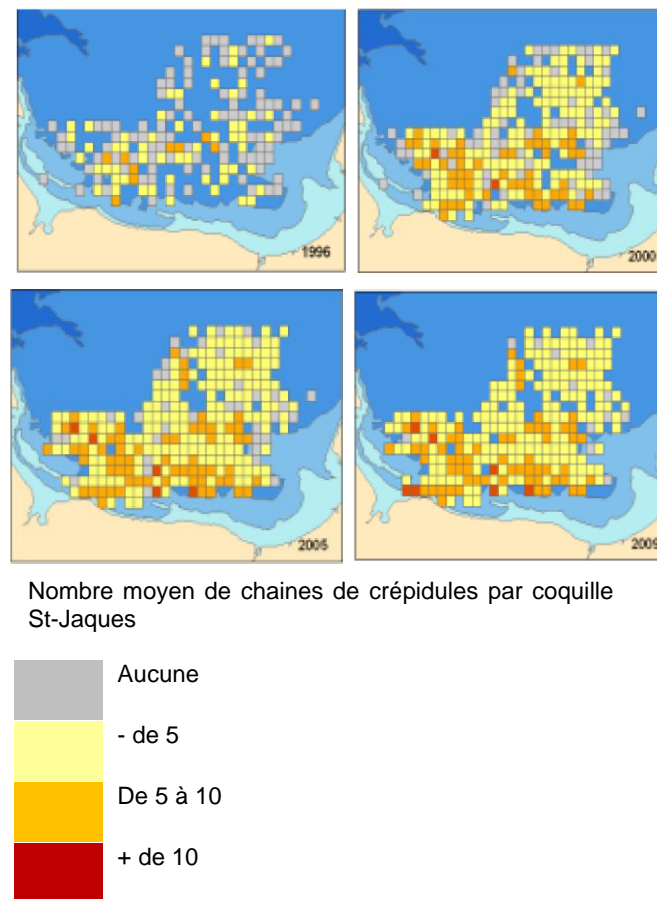 1996
2000
2005
2009
Nombre moyen de chaines de crépidules par coquille
St-Jaques
Aucune
- de 5
De 5 à 10
+ de 10